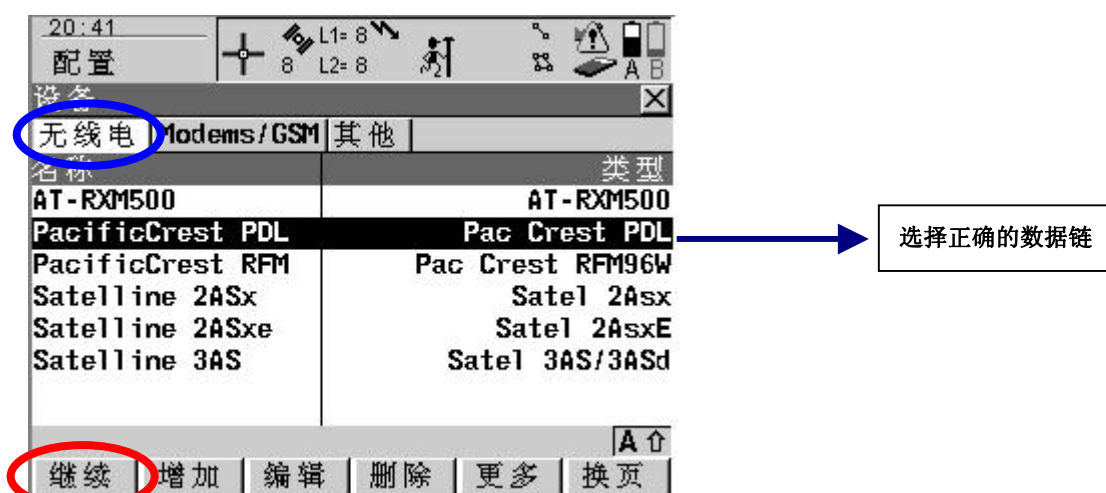 20:41
配置
8
L1= 8
L2= 8
2
A B
设备
无线电 Modems/GSM 其他
名称 类型
AT-RXM500 AT-RXM500
PacificCrest PDL Pac Crest PDL
PacificCrest RFM Pac Crest RFM96W
Satelline 2ASx Satel 2Asx
Satelline 2ASxe Satel 2AsxE
Satelline 3AS Satel 3AS/3ASd
A
继续 增加 编辑 删除 更多 换页
选择正确的数据链